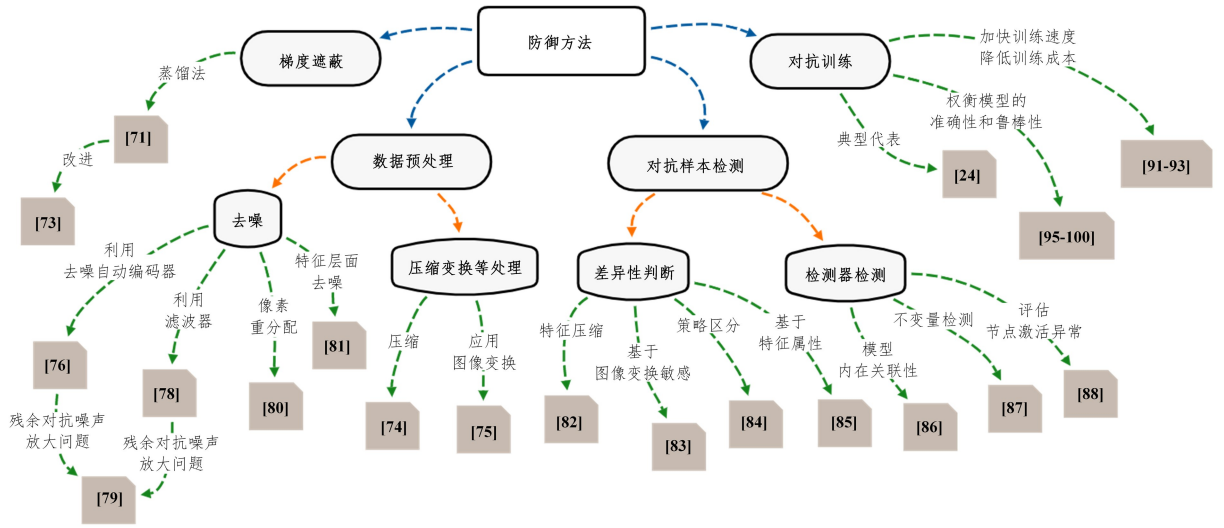 防御方法
梯度遮蔽
对抗训练
加快训练速度
降低训练成本
蒸馏法
权衡模型的
准确性和鲁棒性
[71]
典型代表
改进
数据预处理
对抗样本检测
[91-93]
[24]
[73]
去噪
[95-100]
利用
去噪自动编码器
特征层面
去噪
压缩变换等处理
差异性判断
检测器检测
利用
滤波器
像素
重分配
评估
节点激活异常
特征压缩
策略区分
基于
特征属性
不变量检测
[81]
压缩
应用
图像变换
基于
图像变换敏感
模型
内在关联性
[76]
[78]
[80]
[74]
[75]
[82]
[83]
[84]
[85]
[86]
[87]
[88]
残余对抗噪声
放大问题
残余对抗噪声
放大问题
[79]